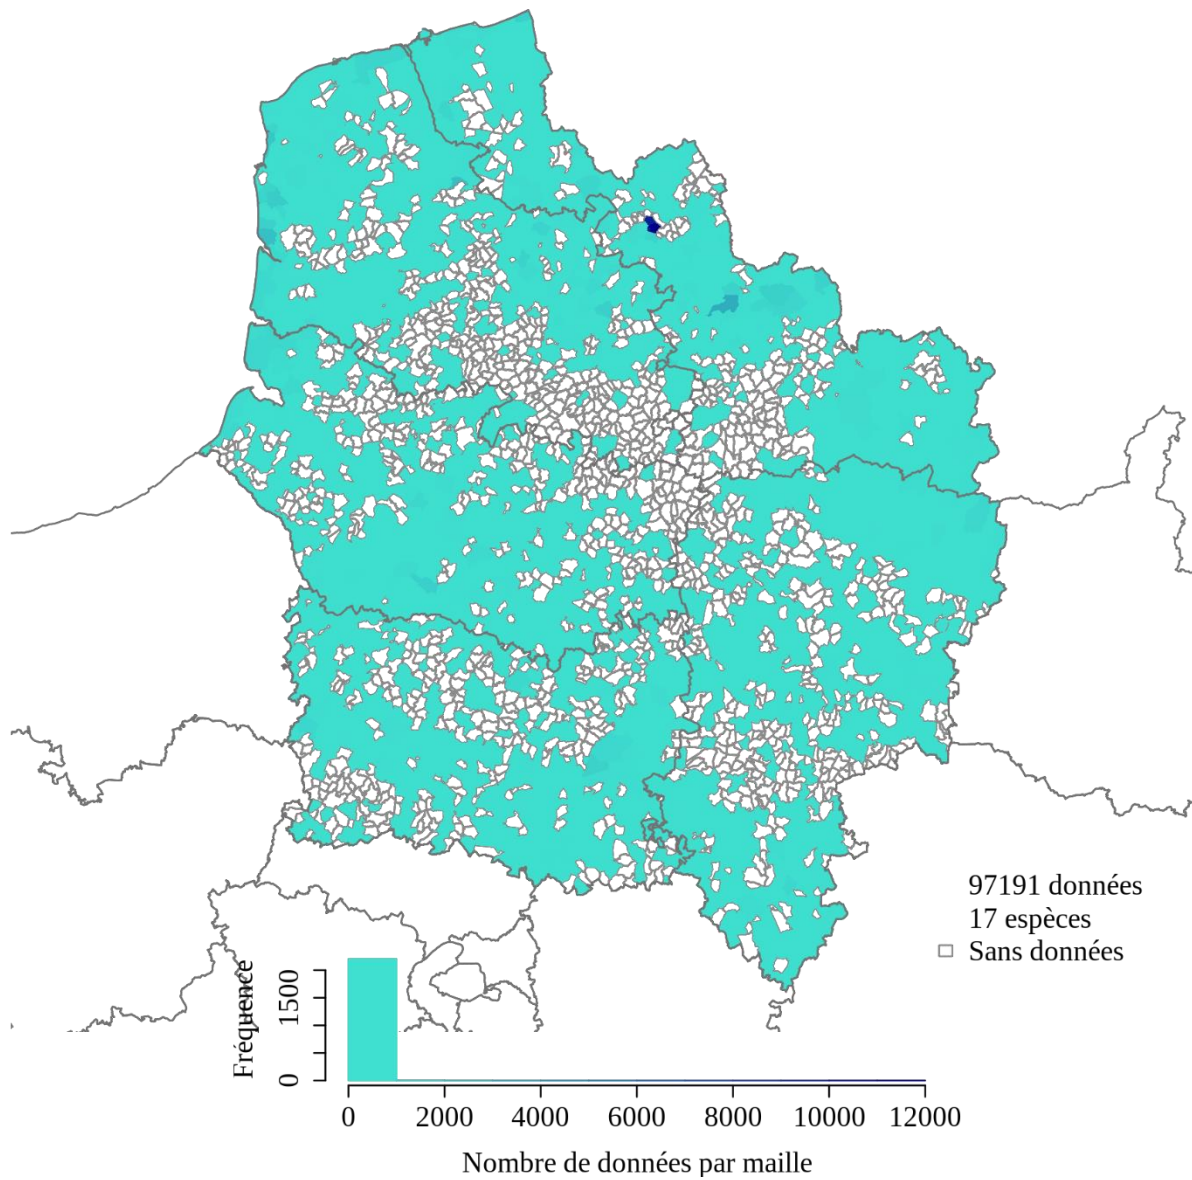 97191 données
17 espèces
Sans données
Fréquence
0
1500
0
2000
4000
6000
8000
10000
12000
Nombre de données par maille